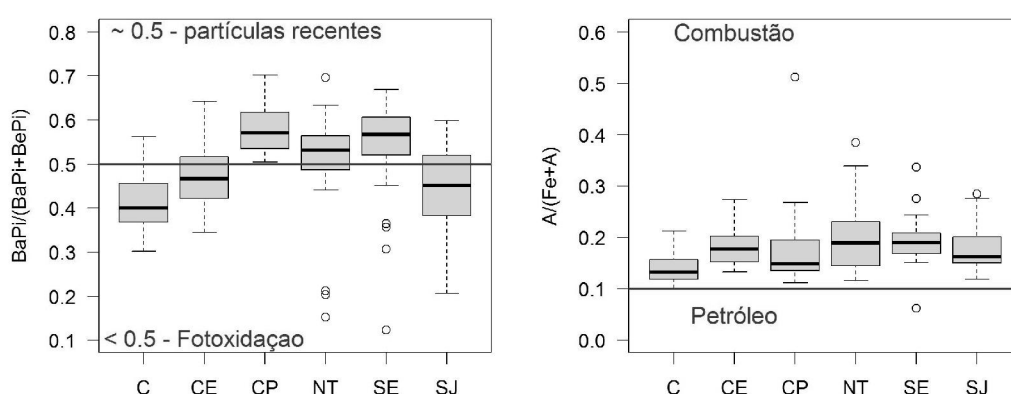 ~ 0.5 - partículas recentes
BaPi/(BaPi+BePi)
0.8
0.7
0.6
0.5
0.4
0.3
0.2
0.1
< 0.5 - Fotoxidaçao
C CE CP NT SE SJ
Combustão
A/(Fe+A)
0.6
0.5
0.4
0.3
0.2
0.1
0.0
Petróleo
C CE CP NT SE SJ